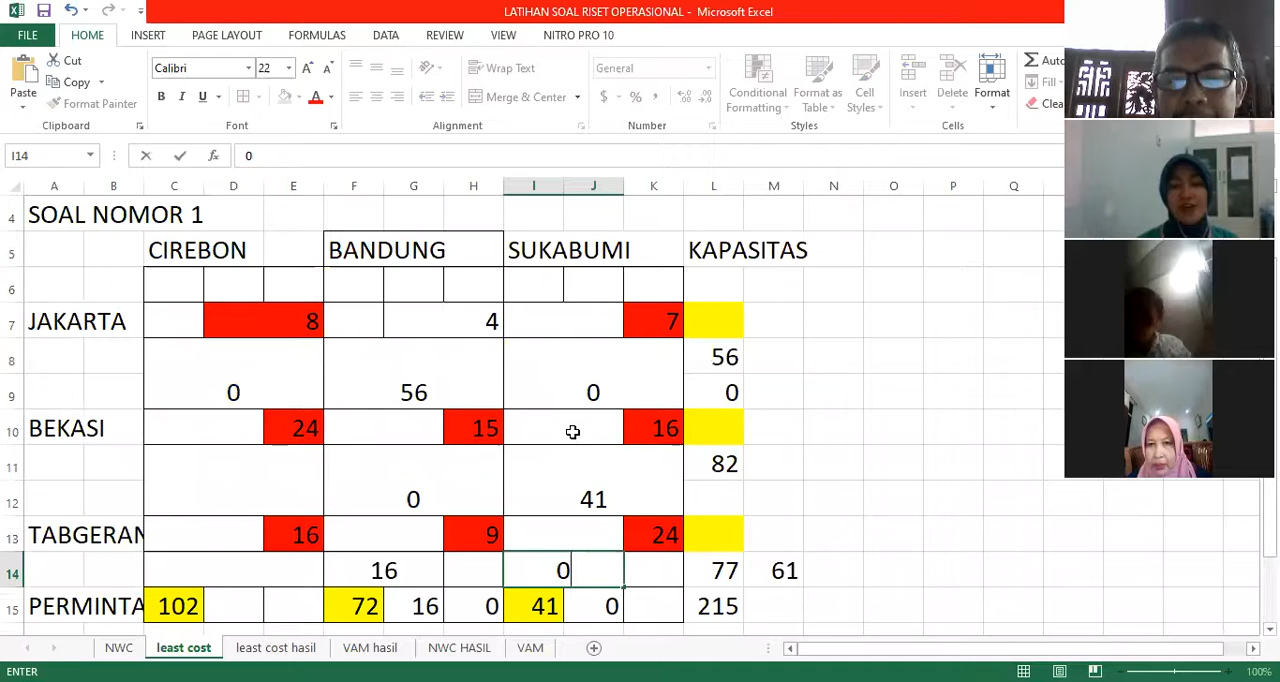 LATIHAN SOAL RISET OPERASIONAL - Microsoft Excel
FILE HOME INSERT PAGE LAYOUT FORMULAS DATA REVIEW VIEW NITRO PRO 10
Paste
Cut
Copy
Format Painter
Calibri 22
B I U
Wrap Text
Merge & Center
General
$ % ,
Conditional Formatting
Format as Table
Cell Styles
Insert
Delete
Format
Auto
Fill
Clea
Clipboard Font Alignment Number Styles Cells
I14 fx 0
A B C D E F G H I J K L M N O P Q
4 SOAL NOMOR 1
5 CIREBON BANDUNG SUKABUMI KAPASITAS
6
7 JAKARTA 8 4 7
8 56
9 0 56 0 0
10 BEKASI 24 15 16
11 82
12 0 41
13 TABGERAN 16 9 24
14 16 0 77 61
15 PERMINTA 102 72 16 0 41 0 215
NWC least cost least cost hasil VAM hasil NWC HASIL VAM
ENTER 100%